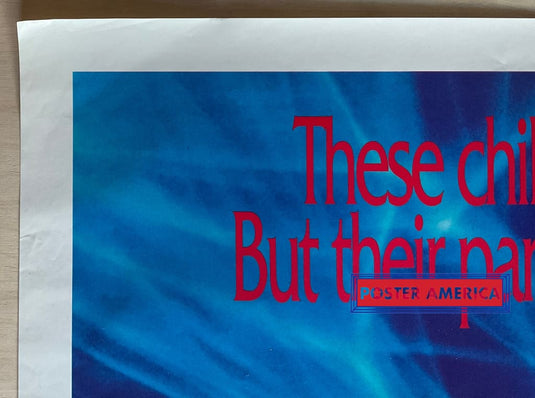 These chil
But their par
POSTER AMERICA